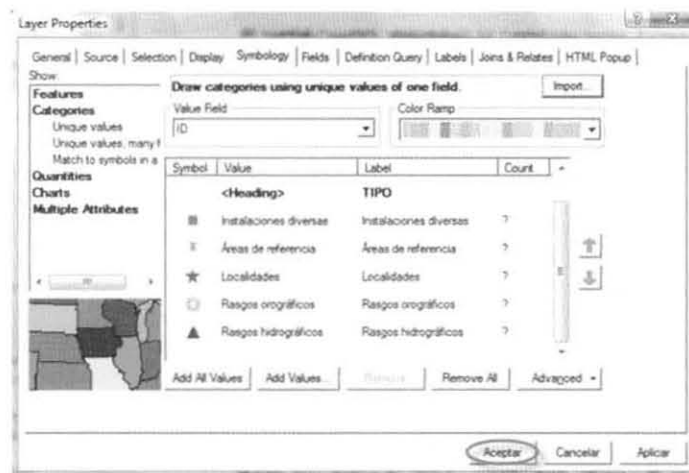 Layer Properties
General Source Selection Display Symbology Fields Definition Query Labels Joins & Relates HTML Popup
Show:
Features
Categories
Unique values
Unique values, many f
Match to symbols in a
Quantities
Charts
Multiple Attributes
Draw categories using unique values of one field.
Import...
Value Field
Color Ramp
ID
Symbol Value Label Count
<Heading> TIPO
Instalaciones diversas Instalaciones diversas ?
Áreas de referencia Áreas de referencia ?
Localidades Localidades ?
Rasgos orográficos Rasgos orográficos ?
Rasgos hidrográficos Rasgos hidrográficos ?
Add All Values Add Values... Remove Remove All Advanced
Aceptar Cancelar Aplicar